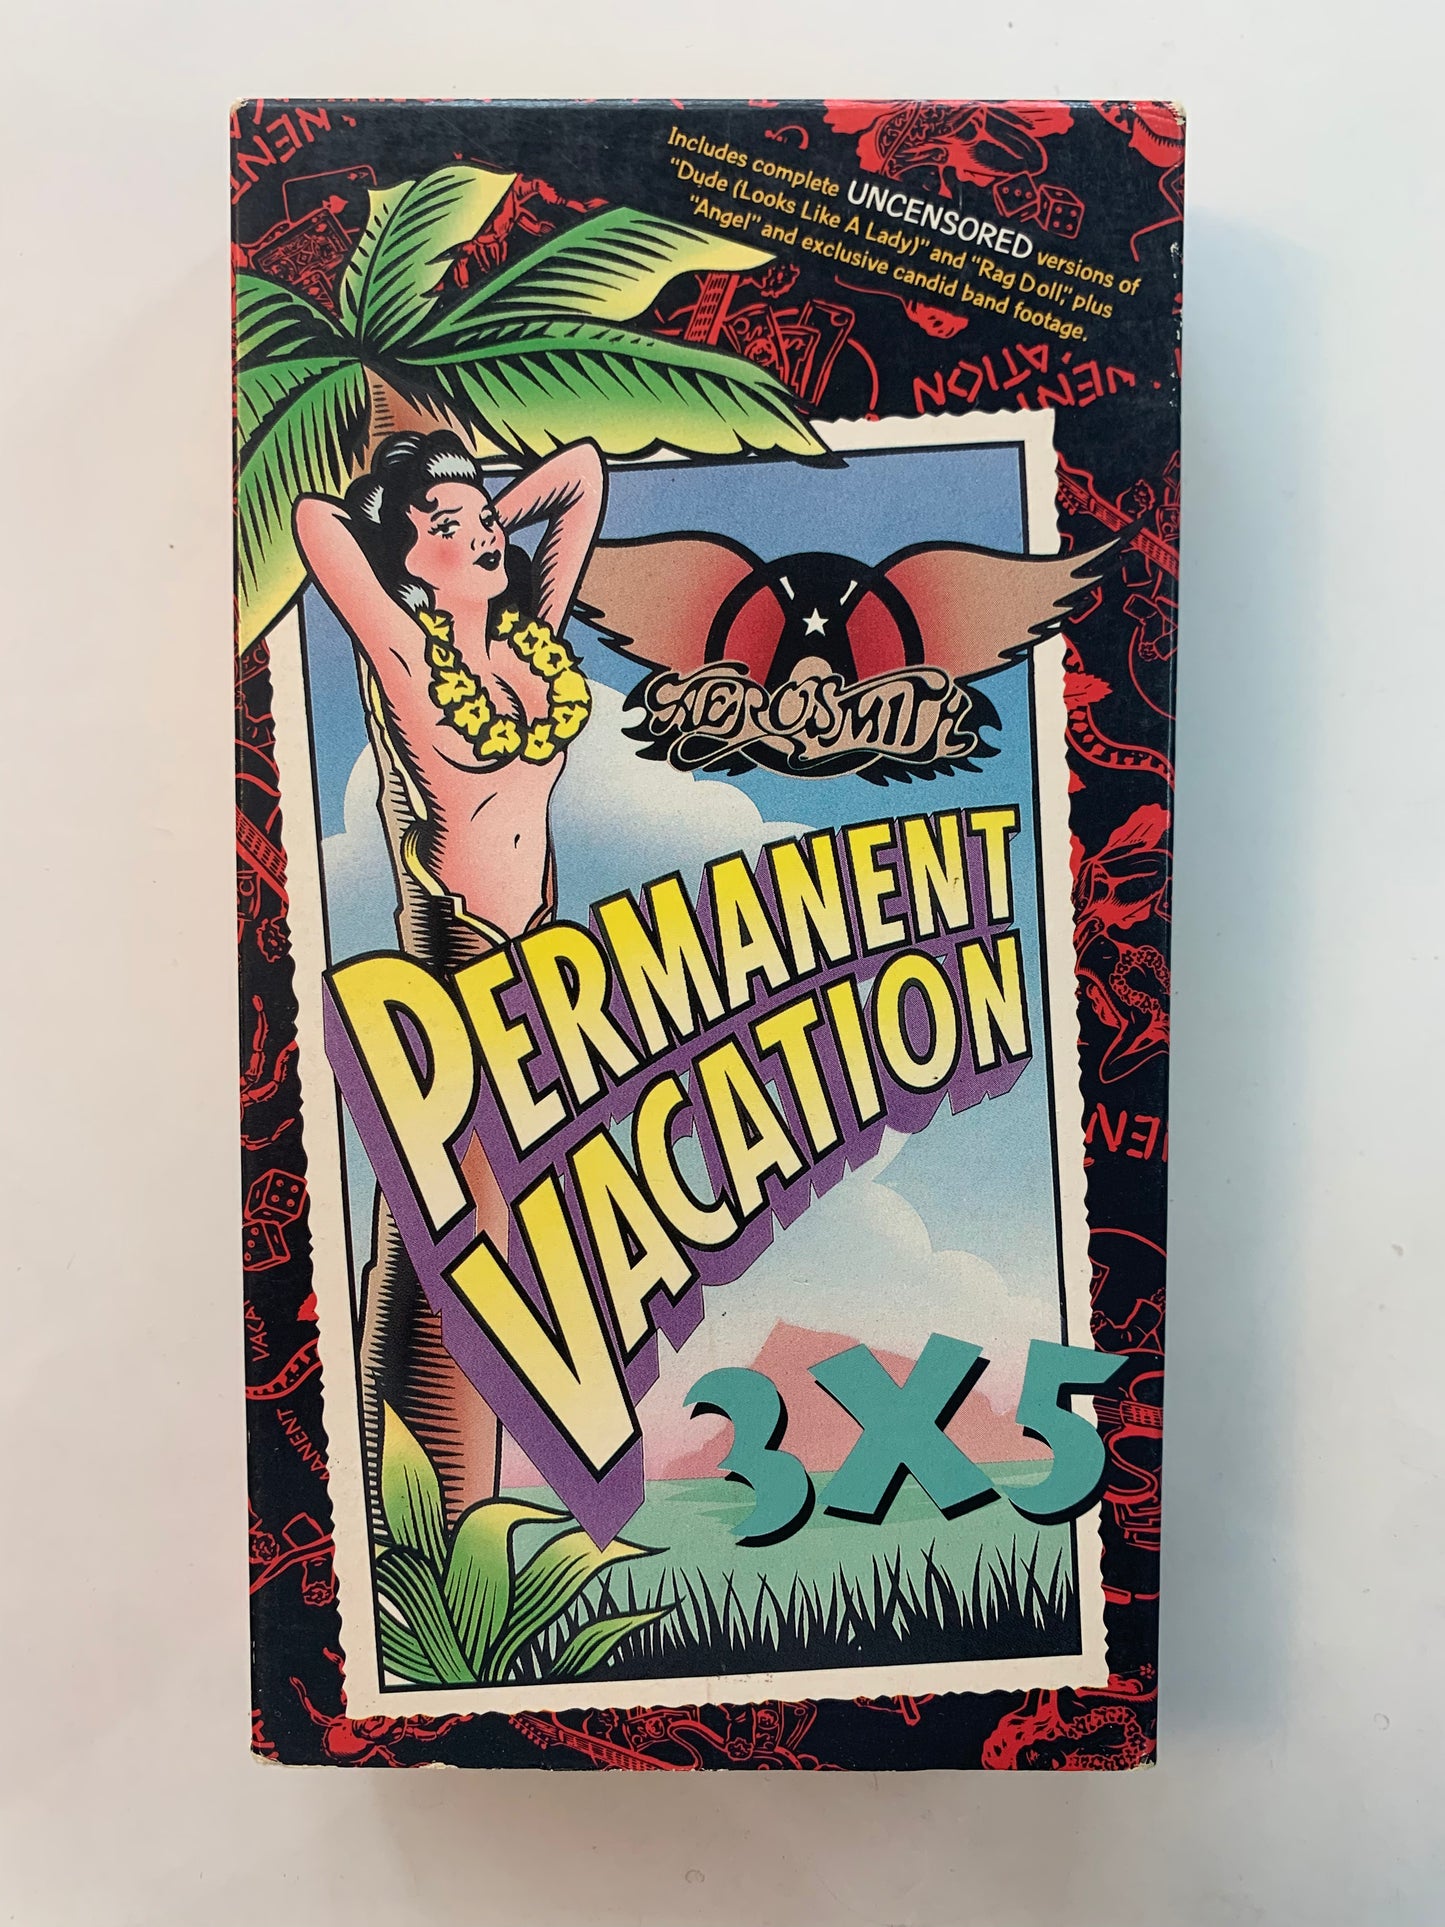 Includes complete UNCENSORED versions of
"Dude (Looks Like A Lady)" and "Rag Doll," plus
"Angel" and exclusive candid band footage.
AEROSMITH
PERMANENT
VACATION
3X5